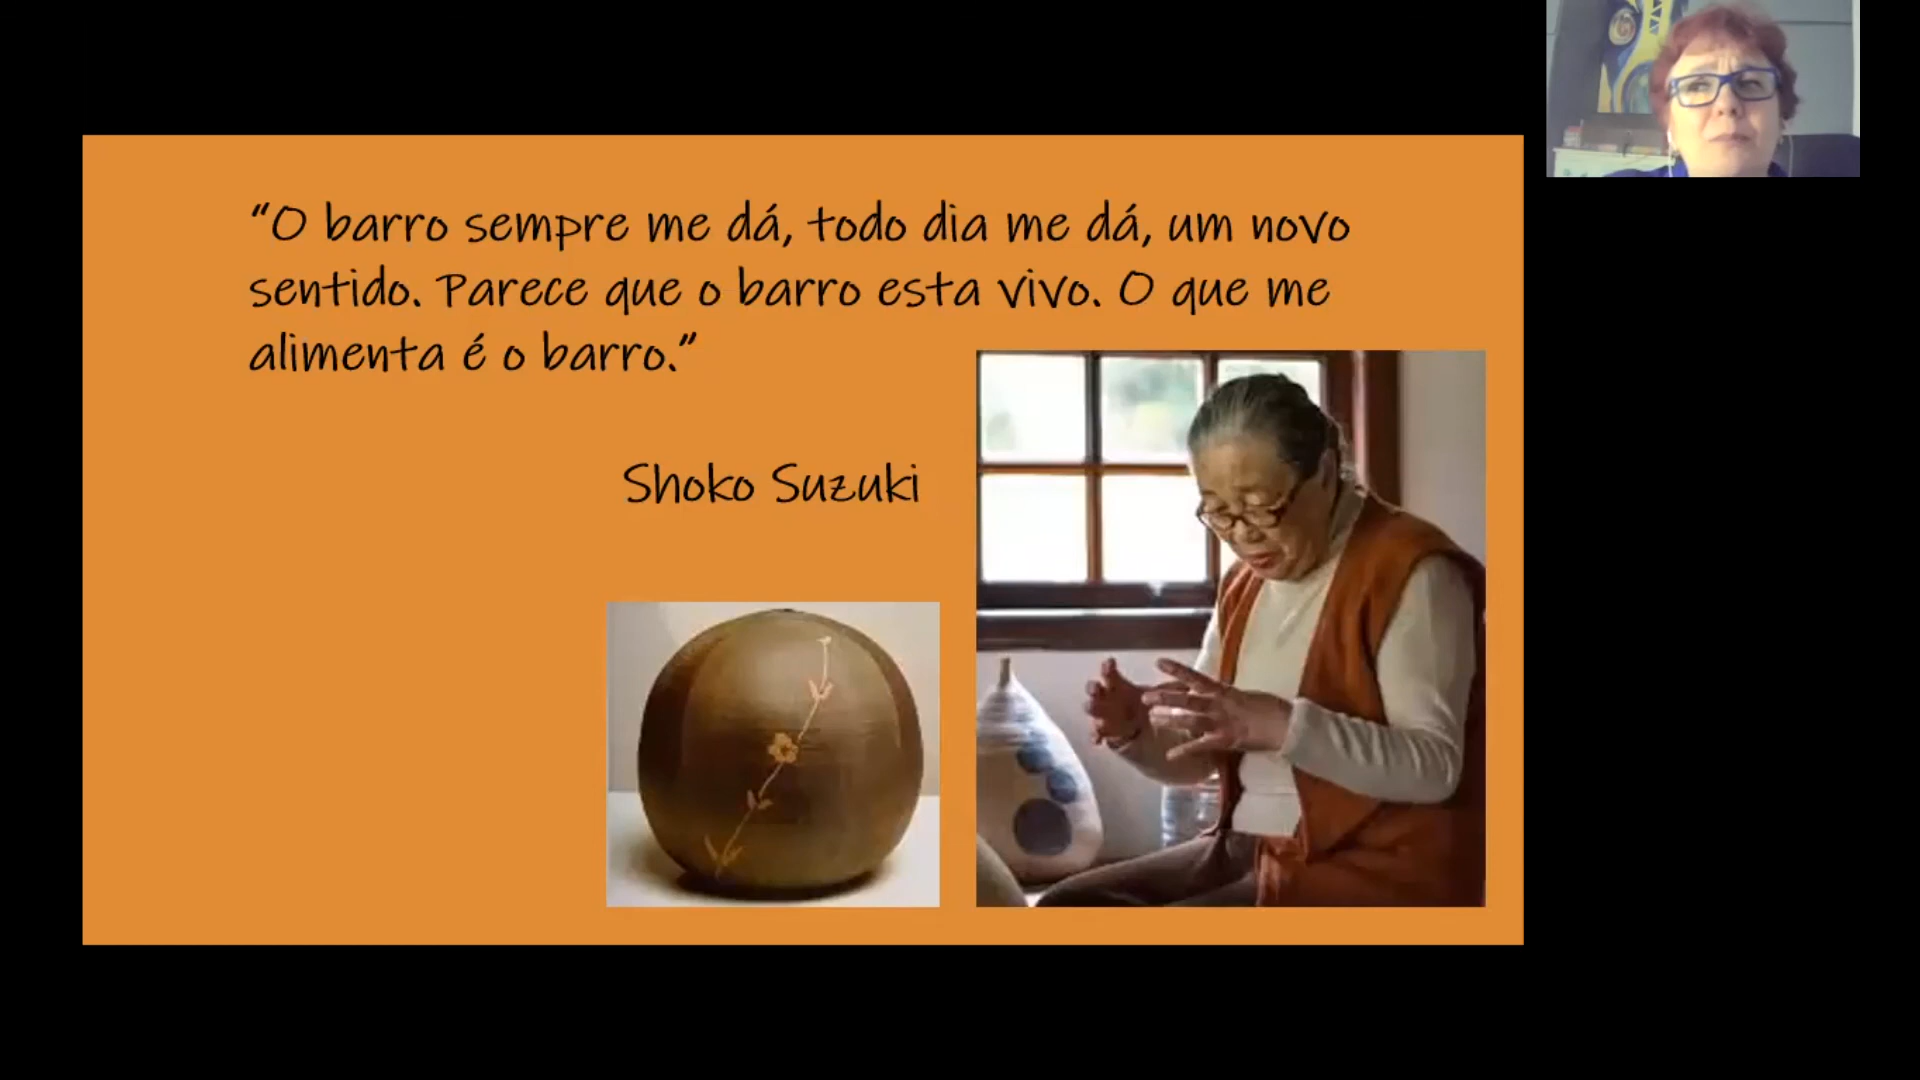 “O barro sempre me dá, todo dia me dá, um novo
sentido. Parece que o barro esta vivo. O que me
alimenta é o barro.”
Shoko Suzuki